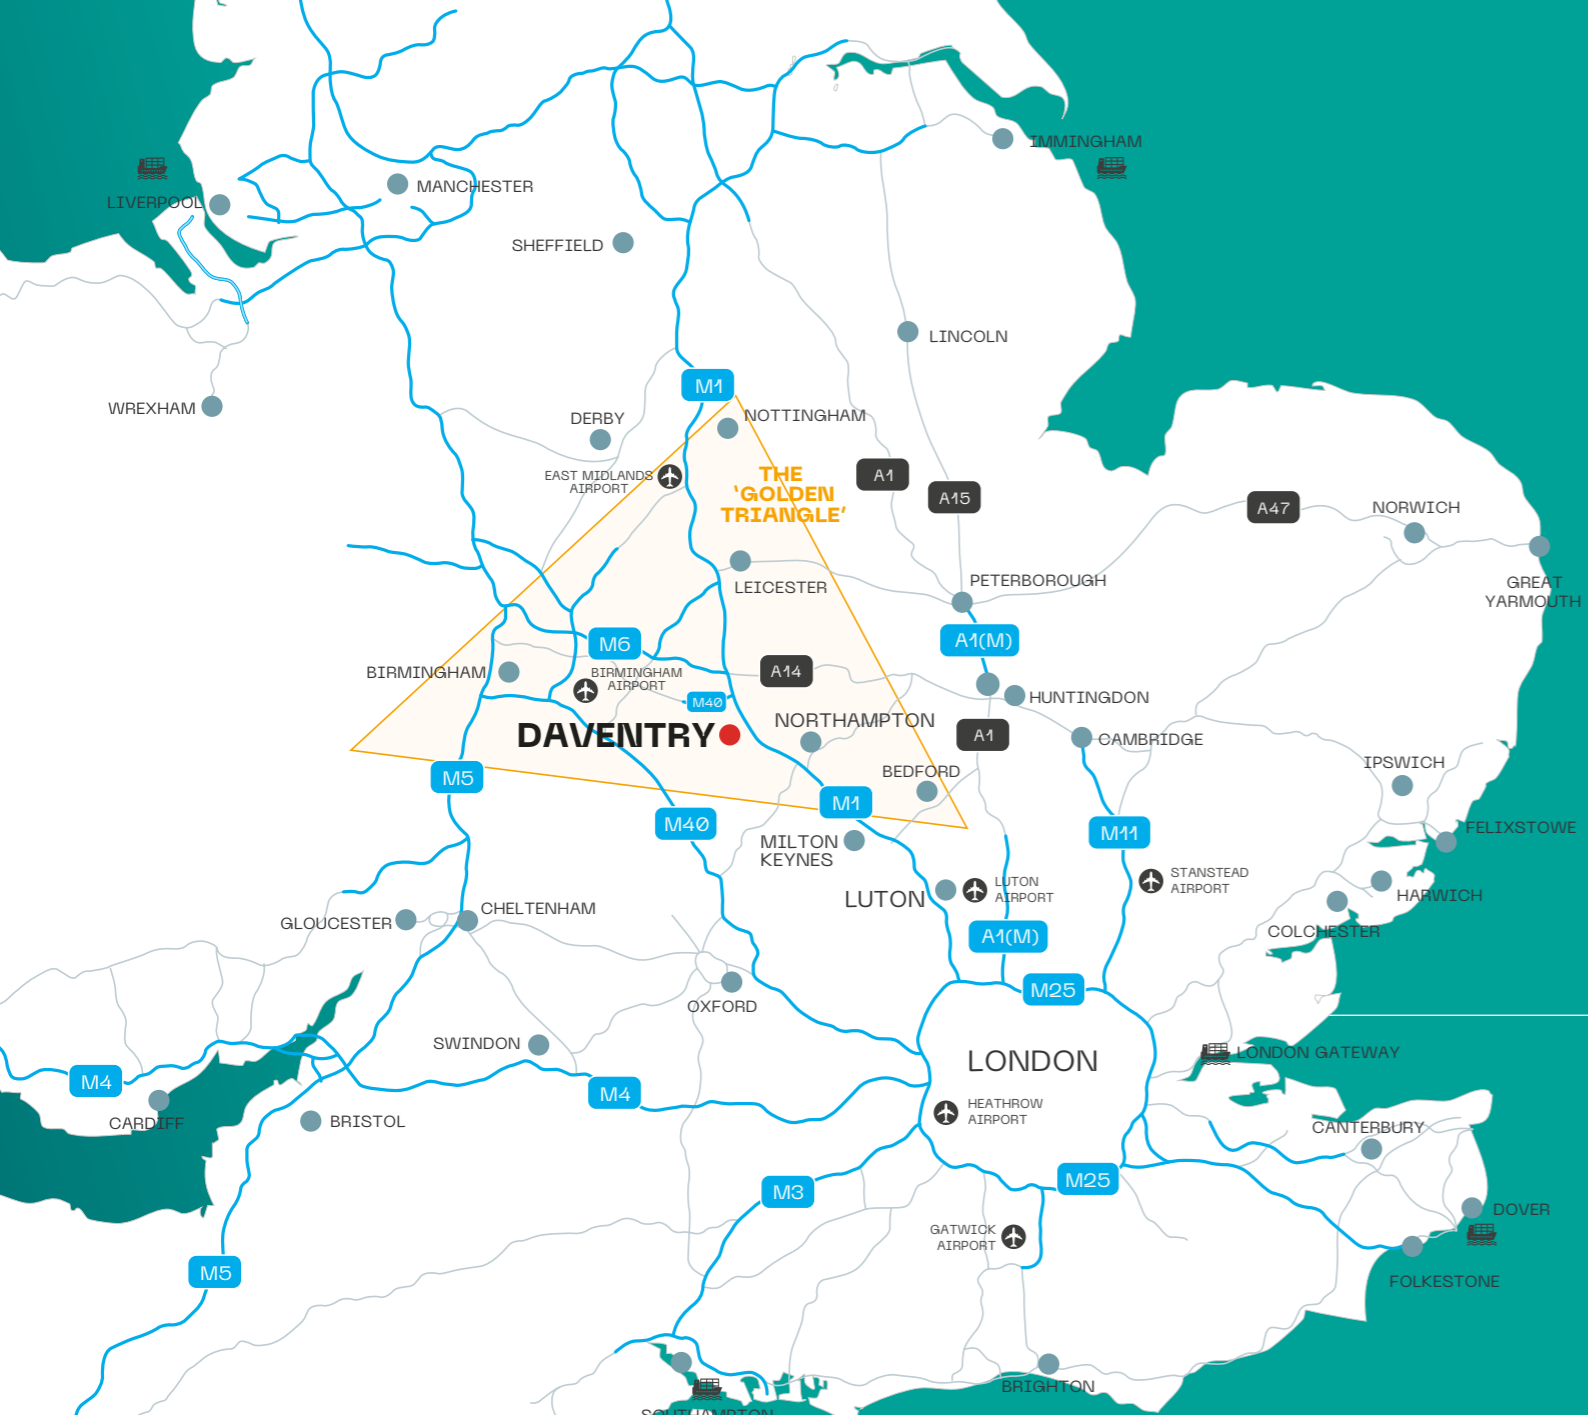 IMMINGHAM
MANCHESTER
LIVERPOOL
SHEFFIELD
LINCOLN
M1
WREXHAM
DERBY
NOTTINGHAM
EAST MIDLANDS
AIRPORT
THE
‘GOLDEN
TRIANGLE’
A1
A15
A47
NORWICH
PETERBOROUGH
LEICESTER
GREAT
YARMOUTH
M6
A1(M)
BIRMINGHAM
BIRMINGHAM
AIRPORT
A14
M40
HUNTINGDON
DAVENTRY
NORTHAMPTON
A1
CAMBRIDGE
M5
BEDFORD
IPSWICH
M1
M40
MILTON
KEYNES
M11
FELIXSTOWE
LUTON
LUTON
AIRPORT
STANSTEAD
AIRPORT
HARWICH
GLOUCESTER
CHELTENHAM
A1(M)
COLCHESTER
OXFORD
M25
SWINDON
LONDON
LONDON GATEWAY
M4
M4
CARDIFF
BRISTOL
HEATHROW
AIRPORT
CANTERBURY
M3
M25
DOVER
GATWICK
AIRPORT
M5
FOLKESTONE
BRIGHTON
SOUTHAMPTON